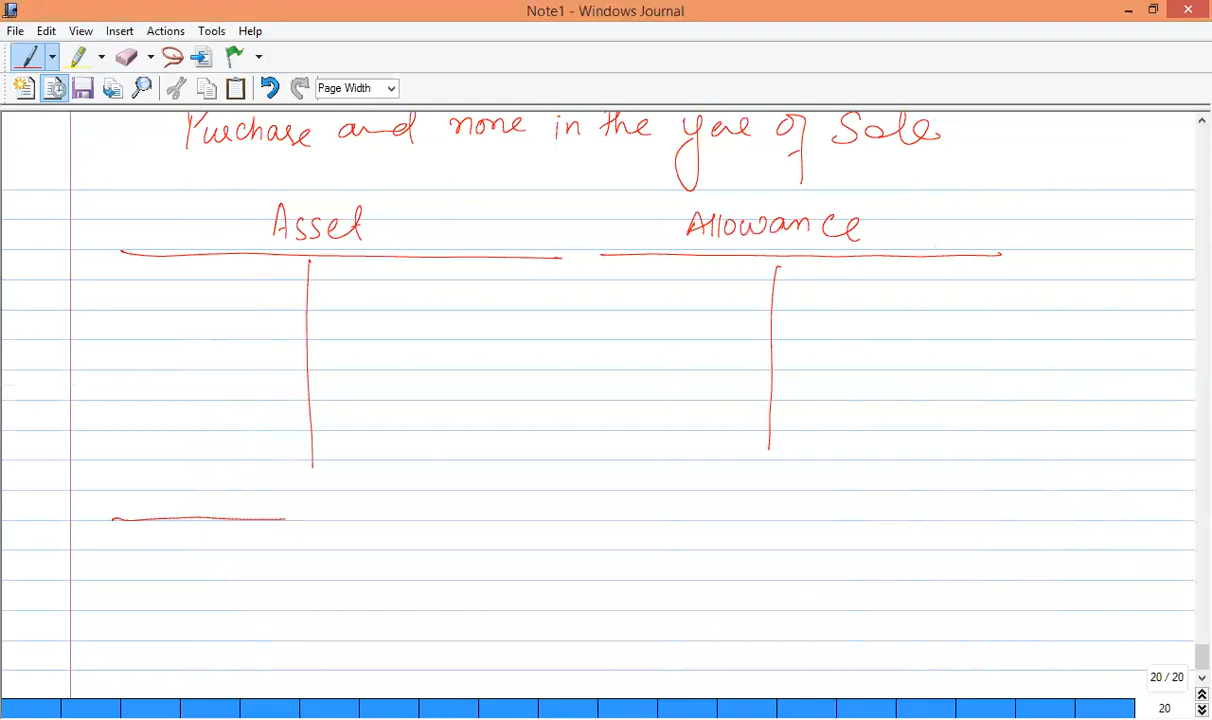 Note1 - Windows Journal
File Edit View Insert Actions Tools Help
Page Width
Purchase and none in the yere of Sale
Asset Allowance
20 / 20
20